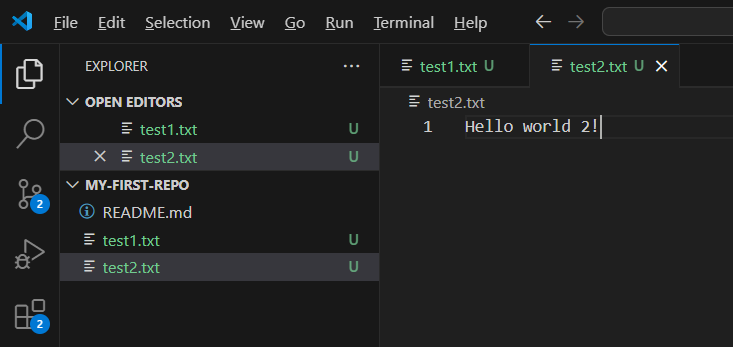 File Edit Selection View Go Run Terminal Help
EXPLORER
test1.txt U
test2.txt U
OPEN EDITORS
test1.txt U
test2.txt U
MY-FIRST-REPO
README.md
test1.txt U
test2.txt U
test2.txt
1 Hello world 2!
2
2